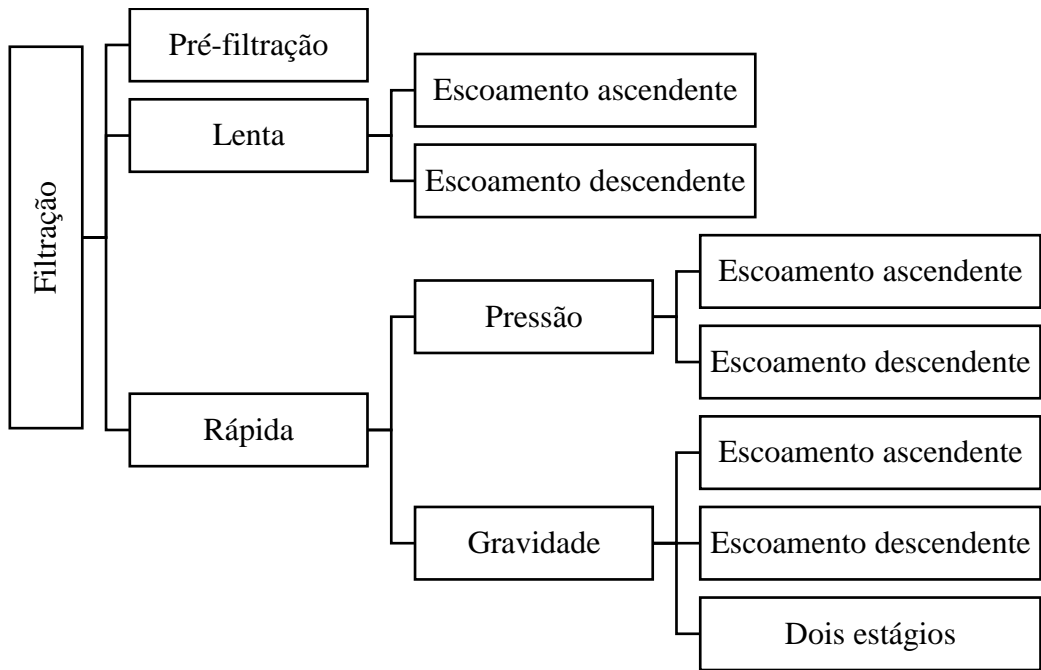 Filtração
Pré-filtração
Lenta
Escoamento ascendente
Escoamento descendente
Rápida
Pressão
Escoamento ascendente
Escoamento descendente
Gravidade
Escoamento ascendente
Escoamento descendente
Dois estágios